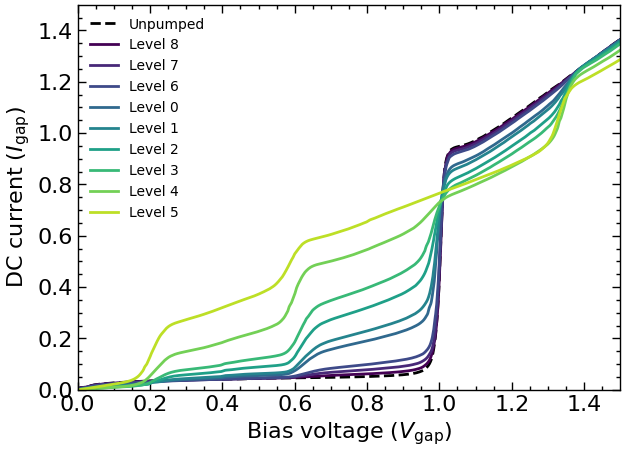 1.4
1.2
1.0
0.8
0.6
0.4
0.2
0.0
DC current (Igap)
Unpumped
Level 8
Level 7
Level 6
Level 0
Level 1
Level 2
Level 3
Level 4
Level 5
0.0 0.2 0.4 0.6 0.8 1.0 1.2 1.4
Bias voltage (Vgap)